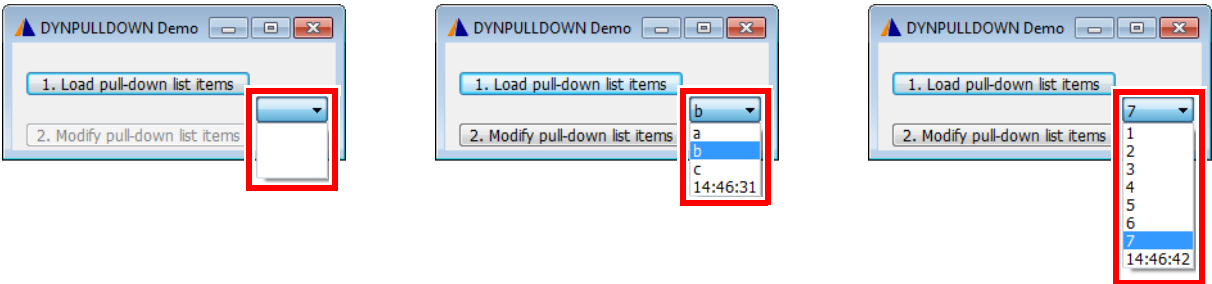 DYNPULLDOWN Demo
1. Load pull-down list items
2. Modify pull-down list items
DYNPULLDOWN Demo
1. Load pull-down list items
b
2. Modify pull-down list items
a
b
c
14:46:31
DYNPULLDOWN Demo
1. Load pull-down list items
7
2. Modify pull-down list items
1
2
3
4
5
6
7
14:46:42